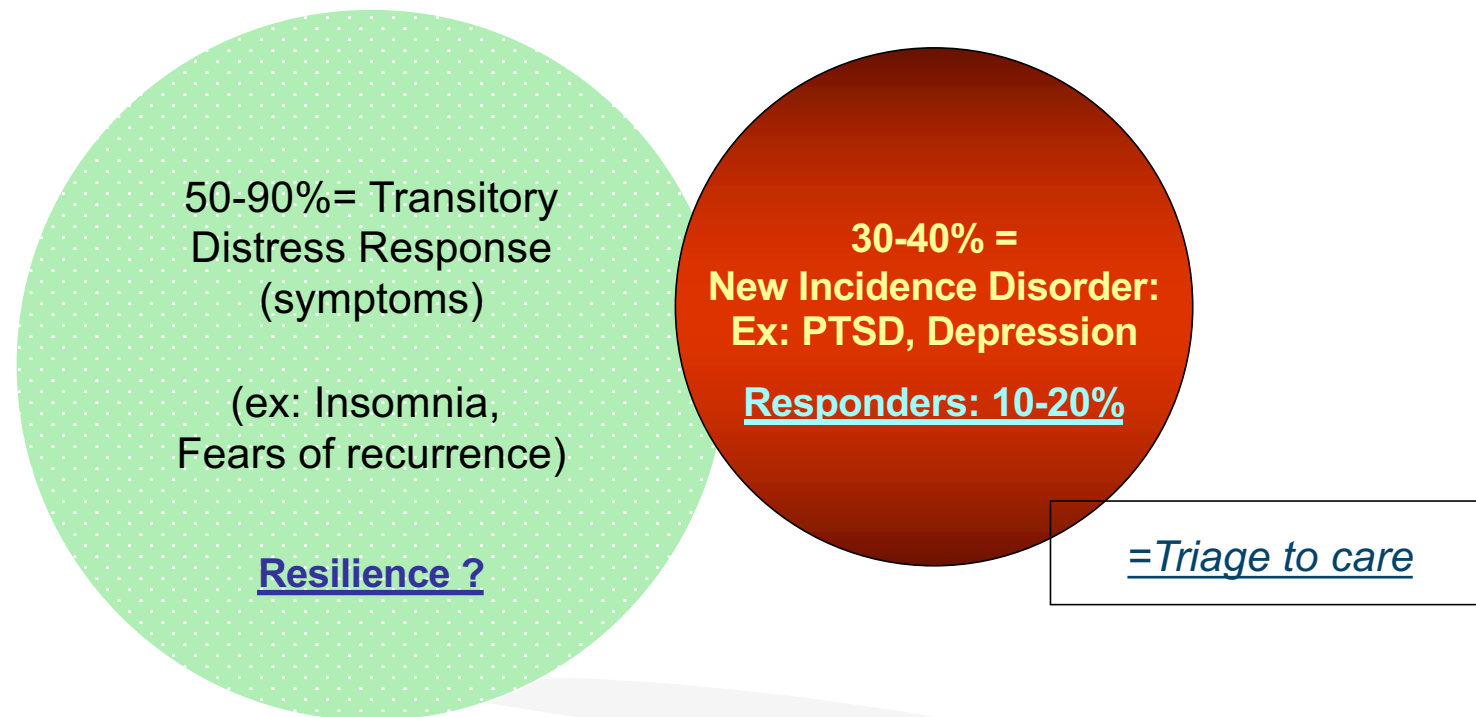 50-90%= Transitory
Distress Response
(symptoms)
(ex: Insomnia,
Fears of recurrence)
Resilience ?
30-40% =
New Incidence Disorder:
Ex: PTSD, Depression
Responders: 10-20%
=Triage to care